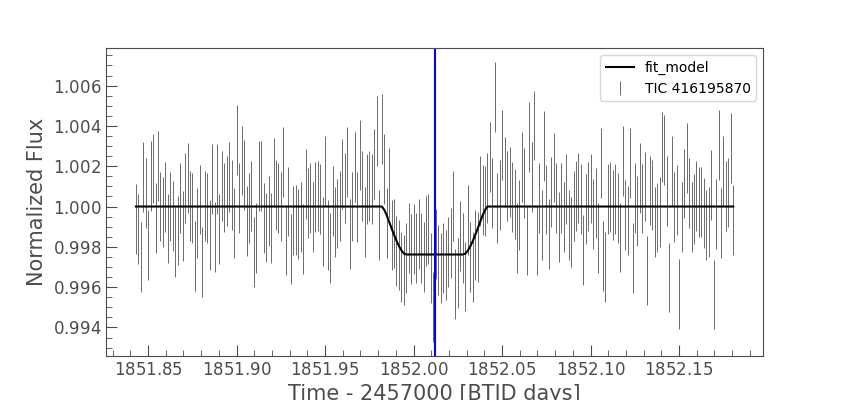 fit_model
TIC 416195870
Normalized Flux
1.006
1.004
1.002
1.000
0.998
0.996
0.994
1851.85 1851.90 1851.95 1852.00 1852.05 1852.10 1852.15
Time - 2457000 [BTJD days]